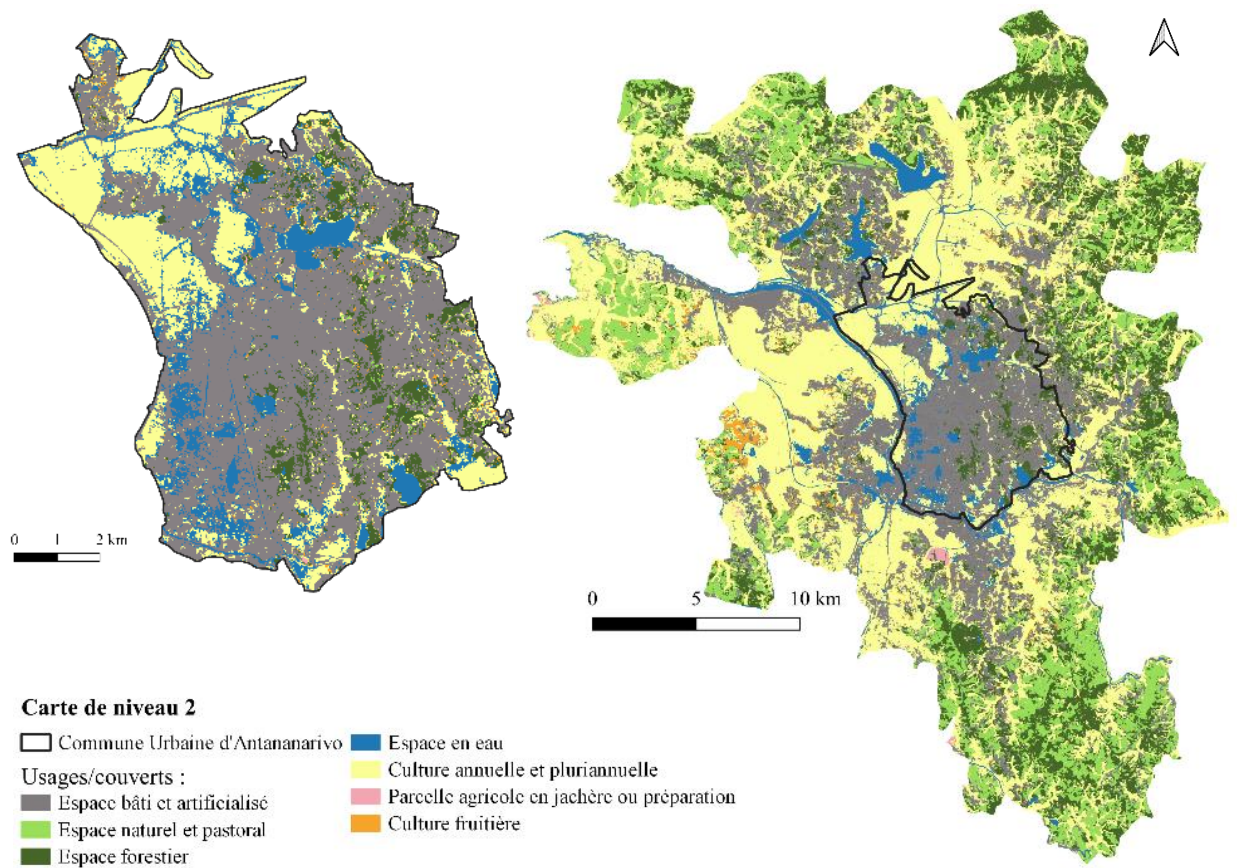 0 1 2 km
0 5 10 km
Carte de niveau 2
Commune Urbaine d'Antananarivo
Usages/couverts :
Espace bâti et artificialisé
Espace naturel et pastoral
Espace forestier
Espace en eau
Culture annuelle et pluriannuelle
Parcelle agricole en jachère ou préparation
Culture fruitière